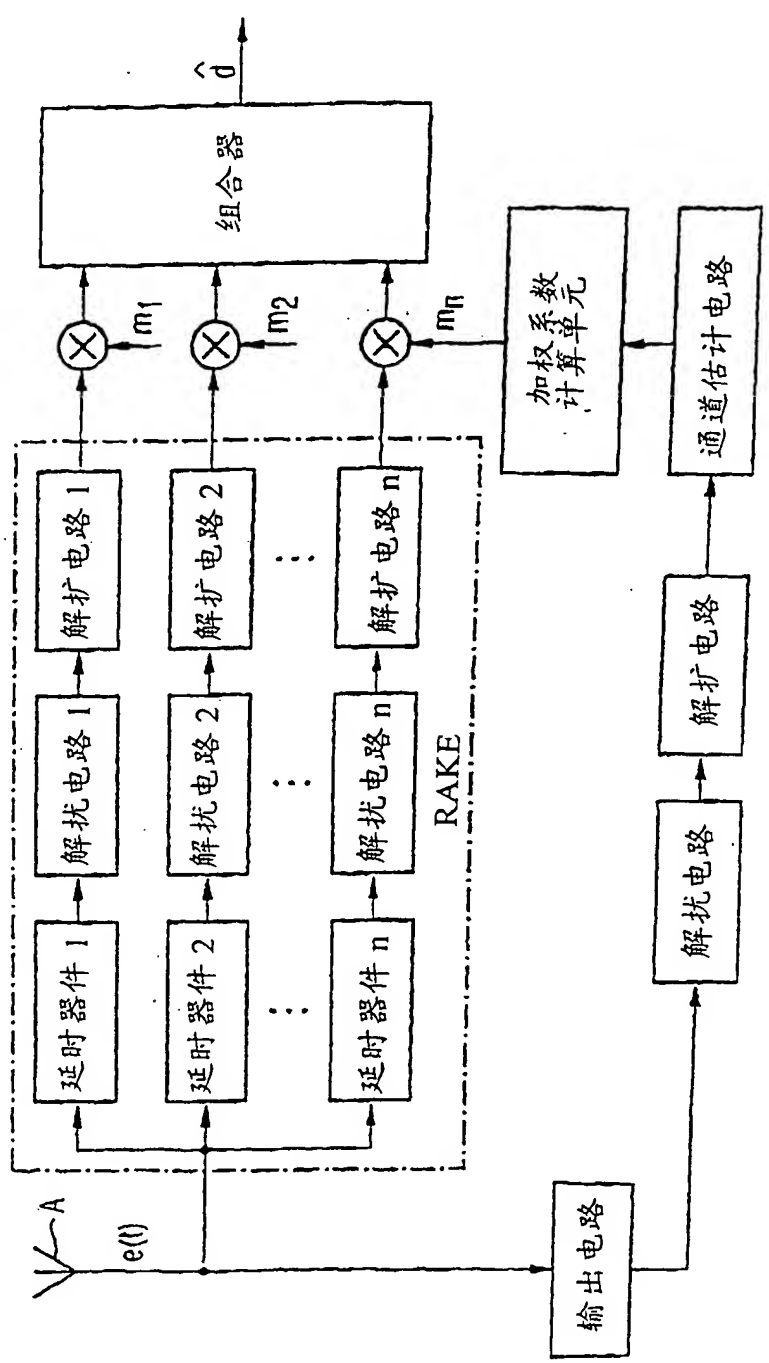 A
e(t)
延时器件1
解扰电路1
解扩电路1
m1
延时器件2
解扰电路2
解扩电路2
m2
...
...
...
延时器件n
解扰电路n
解扩电路n
mn
RAKE
组合器
d̂
输出电路
解扰电路
解扩电路
通道估计电路
加权系数
计算单元